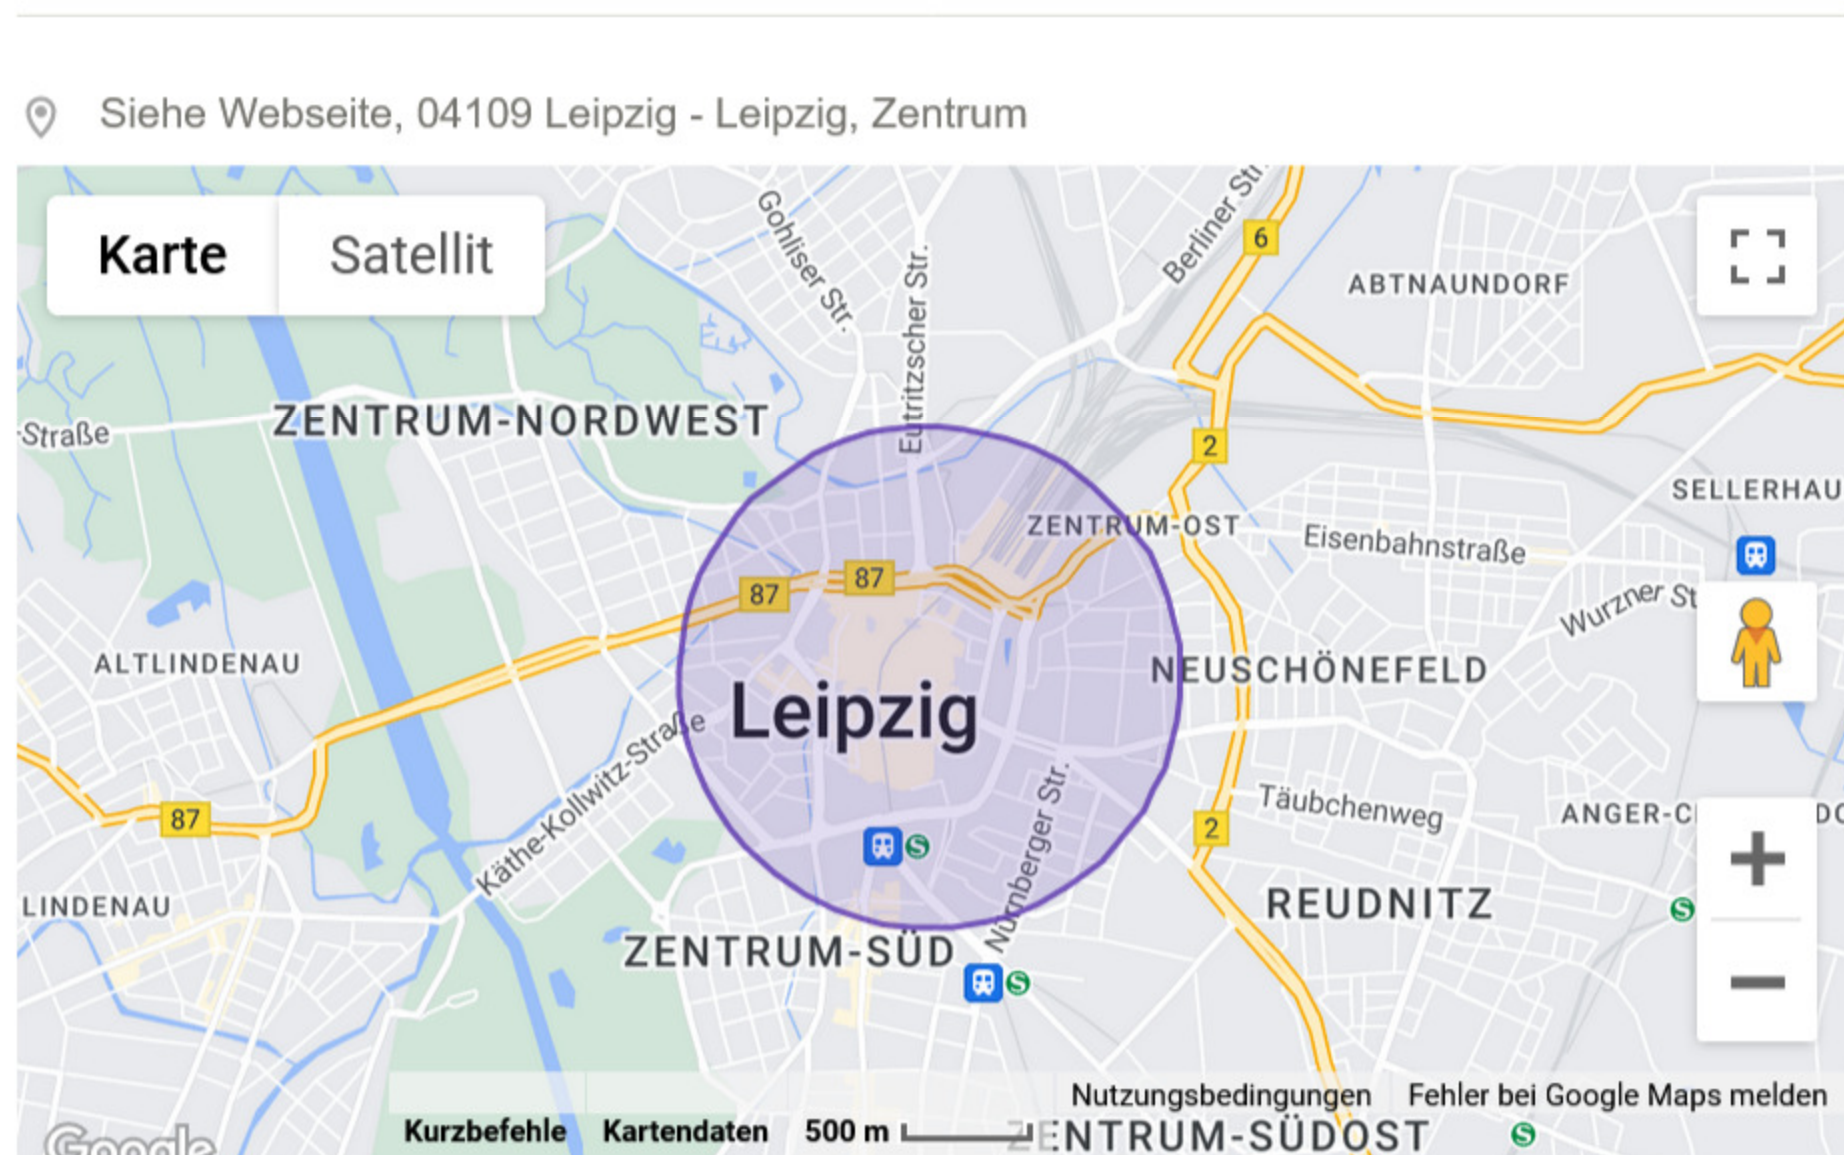 Siehe Webseite, 04109 Leipzig - Leipzig, Zentrum
Karte
Satellit
Gohliser Str.
Eutritzscher Str.
Berliner Str.
6
ABTNAUNDORF
ZENTRUM-NORDWEST
-Straße
2
SELLERHAU
ZENTRUM-OST
Eisenbahnstraße
87
87
Wurzner St
ALTLINDENAU
NEUSCHÖNEFELD
Leipzig
Käthe-Kollwitz-Straße
87
Nürnberger Str.
Täubchenweg
ANGER-C
DO
2
S
LINDENAU
REUDNITZ
S
ZENTRUM-SÜD
S
Nutzungsbedingungen
Fehler bei Google Maps melden
Google
Kurzbefehle
Kartendaten
500 m
ZENTRUM-SÜDOST
S